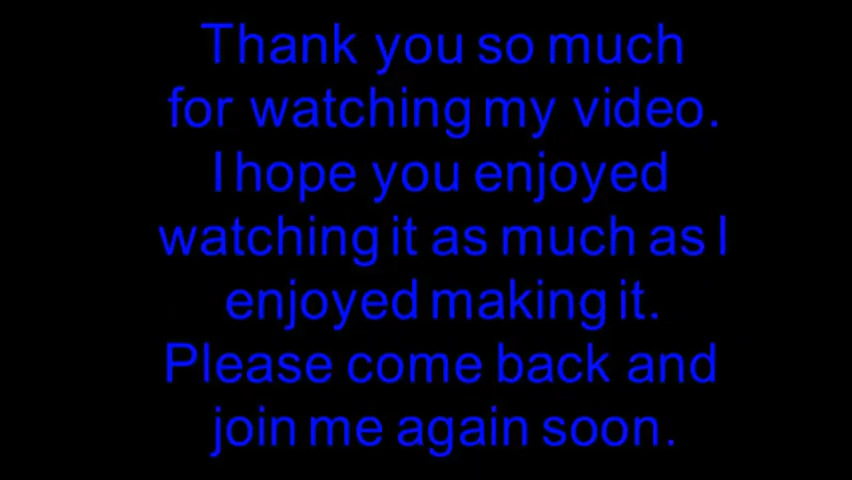 Thank you so much
for watching my video.
I hope you enjoyed
watching it as much as I
enjoyed making it.
Please come back and
join me again soon.